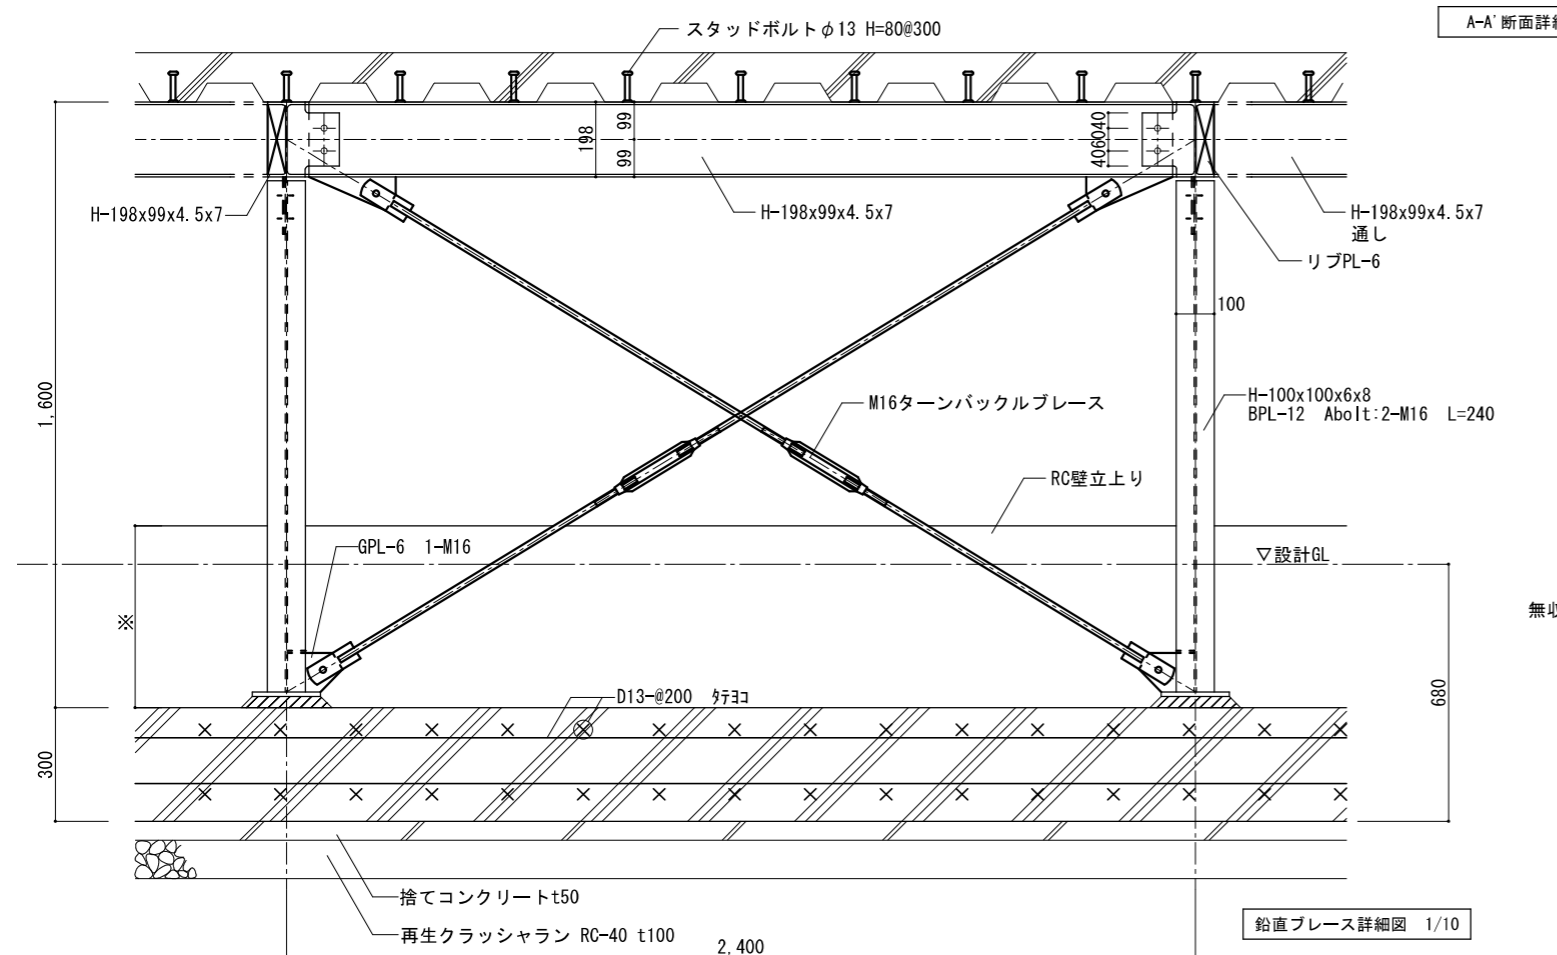 スタッドボルトφ13 H=80@300
A-A'断面詳
198
99
99
40
60
40
H-198x99x4.5x7
H-198x99x4.5x7
H-198x99x4.5x7
通し
リブPL-6
100
1,600
M16ターンバックルブレース
H-100x100x6x8
BPL-12 Abolt:2-M16 L=240
RC壁立上り
GPL-6 1-M16
▽設計GL
※
無収
D13-@200 ﾀﾃﾖｺ
680
300
捨てコンクリートt50
再生クラッシャラン RC-40 t100
2,400
鉛直ブレース詳細図 1/10